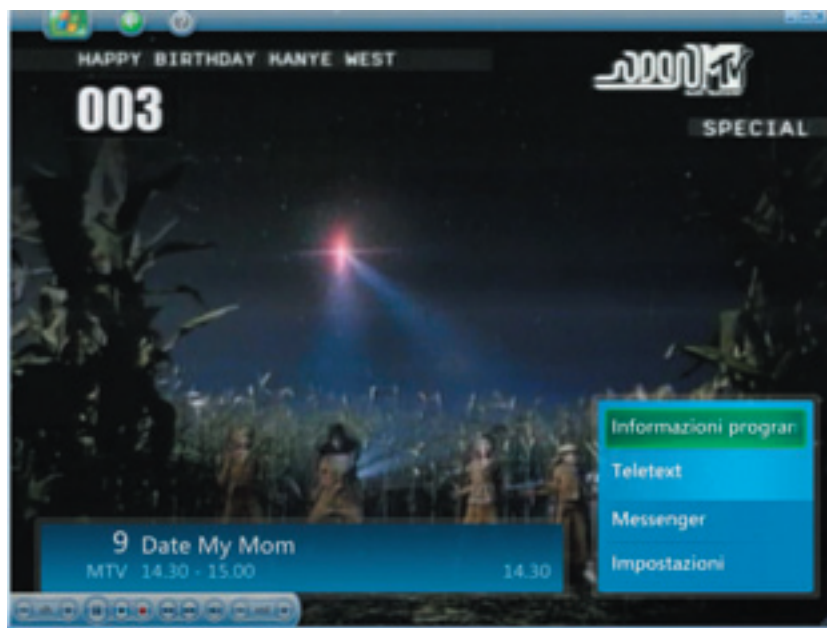 HAPPY BIRTHDAY KANYE WEST
003
MTV
SPECIAL
Informazioni progran
Teletext
Messenger
Impostazioni
9 Date My Mom
MTV 14.30 - 15.00 14.30